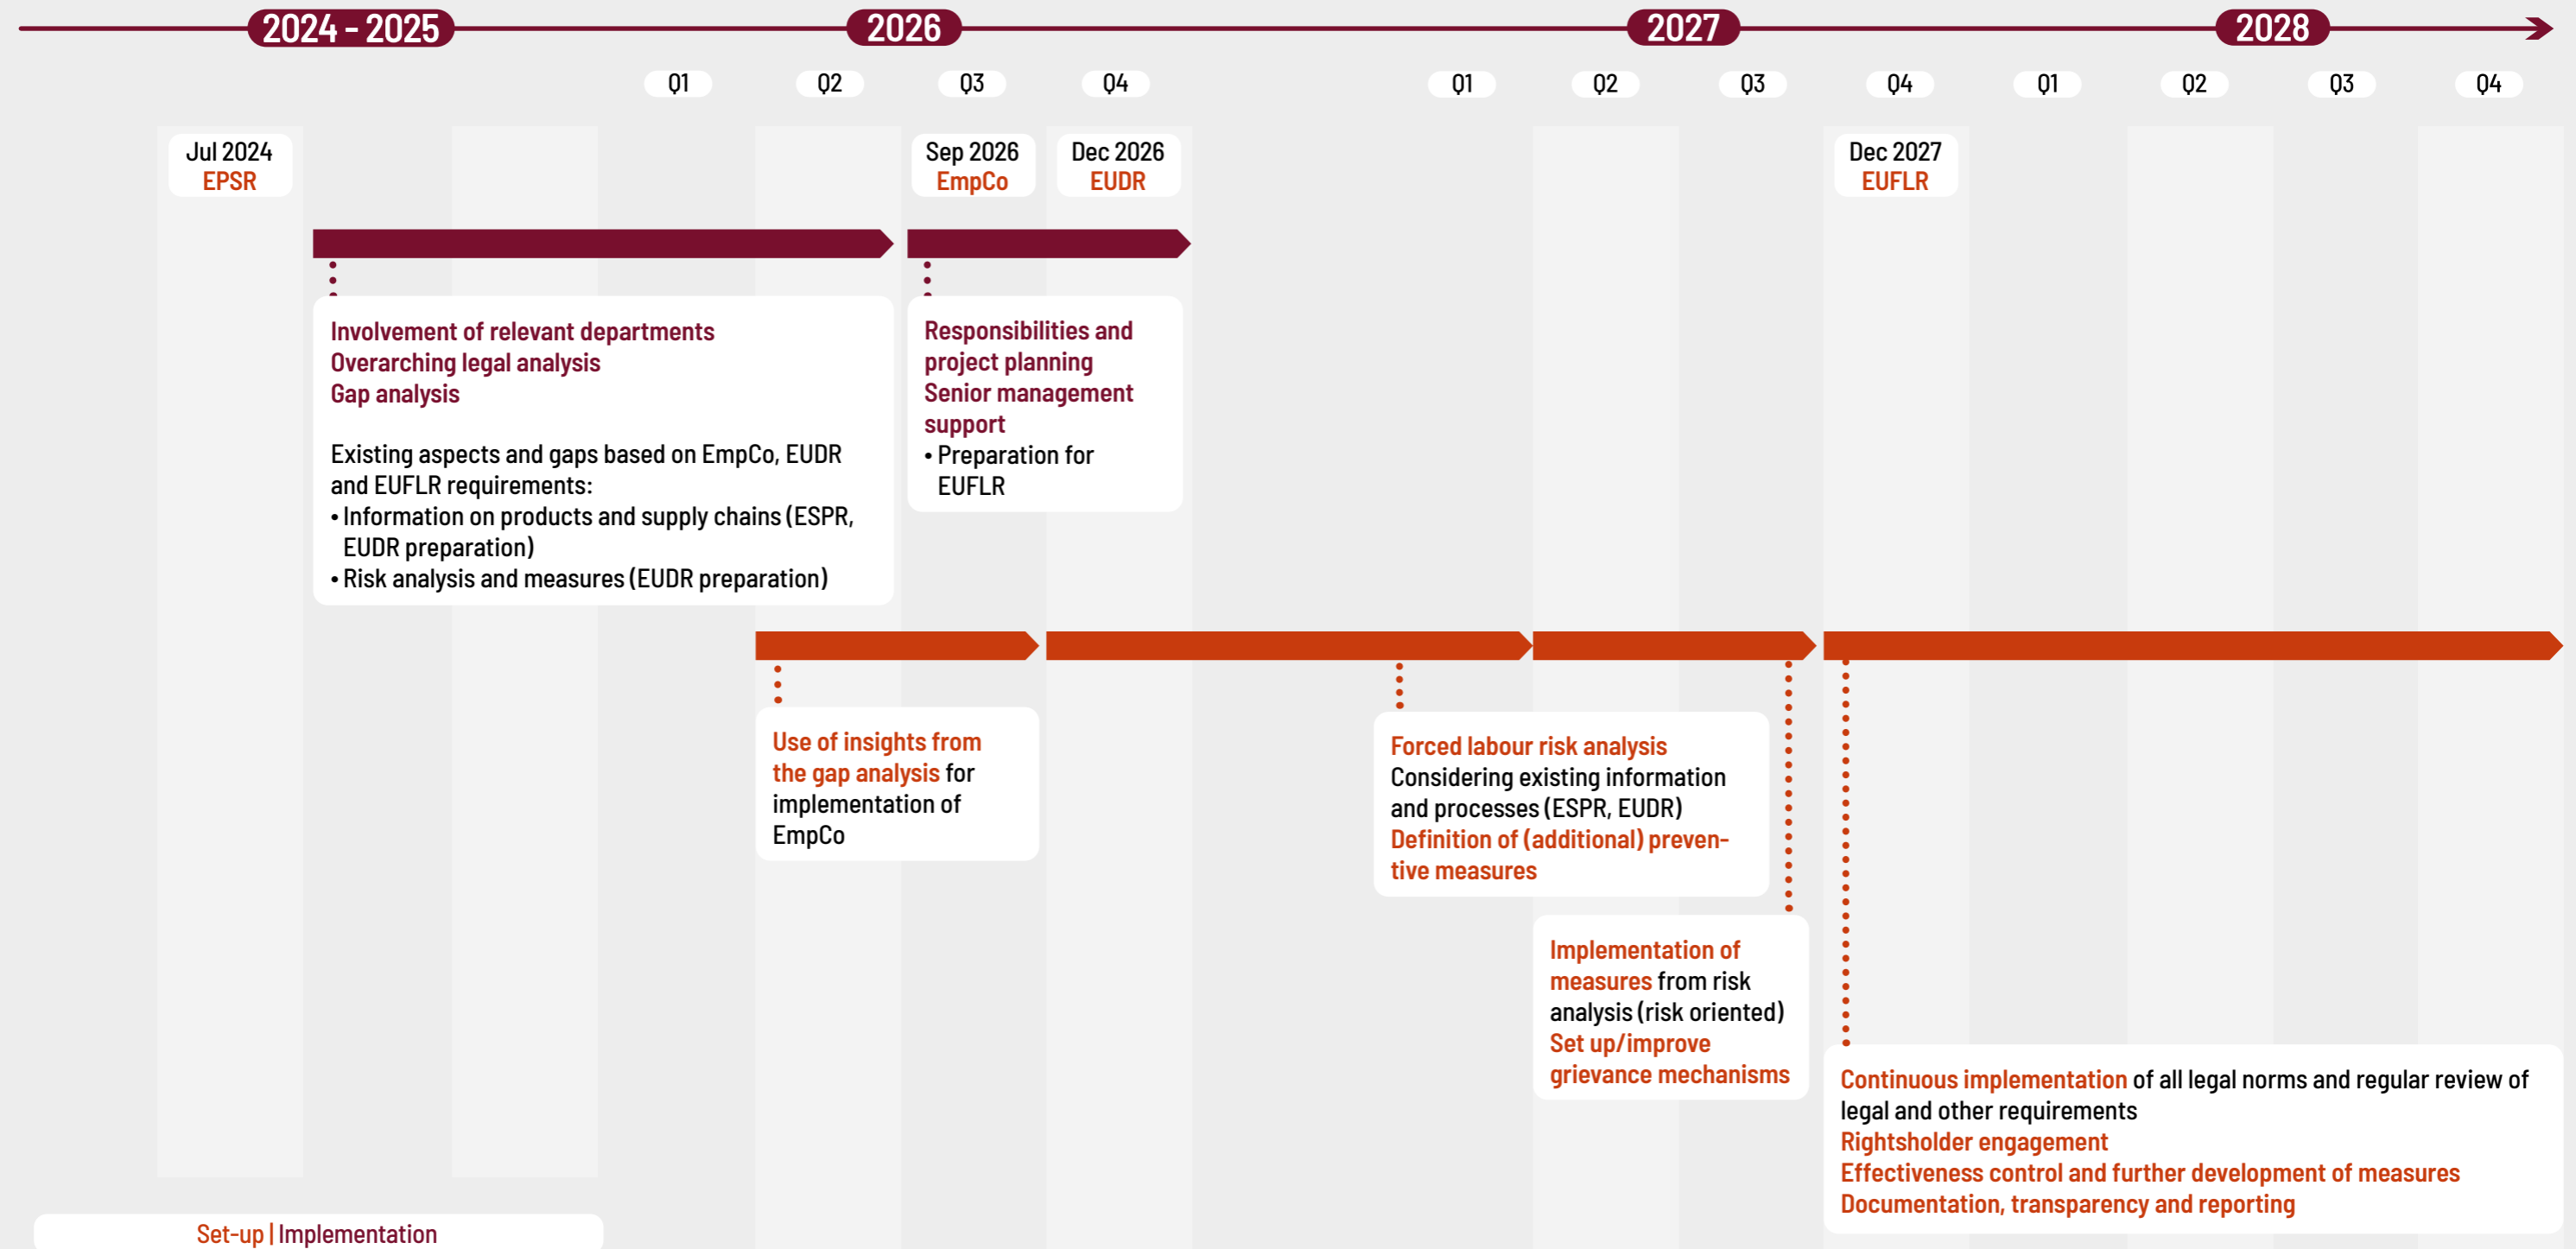 2024 - 2025
2026
2027
2028
Q1
Q2
Q3
Q4
Q1
Q2
Q3
Q4
Q1
Q2
Q3
Q4
Jul 2024
EPSR
Sep 2026
EmpCo
Dec 2026
EUDR
Dec 2027
EUFLR
Involvement of relevant departments
Overarching legal analysis
Gap analysis
Existing aspects and gaps based on EmpCo, EUDR
and EUFLR requirements:
• Information on products and supply chains (ESPR,
EUDR preparation)
• Risk analysis and measures (EUDR preparation)
Responsibilities and
project planning
Senior management
support
• Preparation for
EUFLR
Use of insights from
the gap analysis for
implementation of
EmpCo
Forced labour risk analysis
Considering existing information
and processes (ESPR, EUDR)
Definition of (additional) preven-
tive measures
Implementation of
measures from risk
analysis (risk oriented)
Set up/improve
grievance mechanisms
Continuous implementation of all legal norms and regular review of
legal and other requirements
Rightsholder engagement
Effectiveness control and further development of measures
Documentation, transparency and reporting
Set-up | Implementation